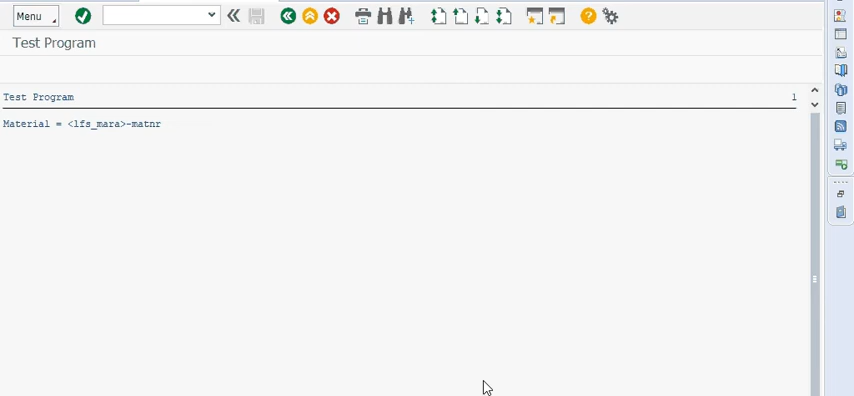 Menu
Test Program
Test Program 1
Material = <lfs_mara>-matnr